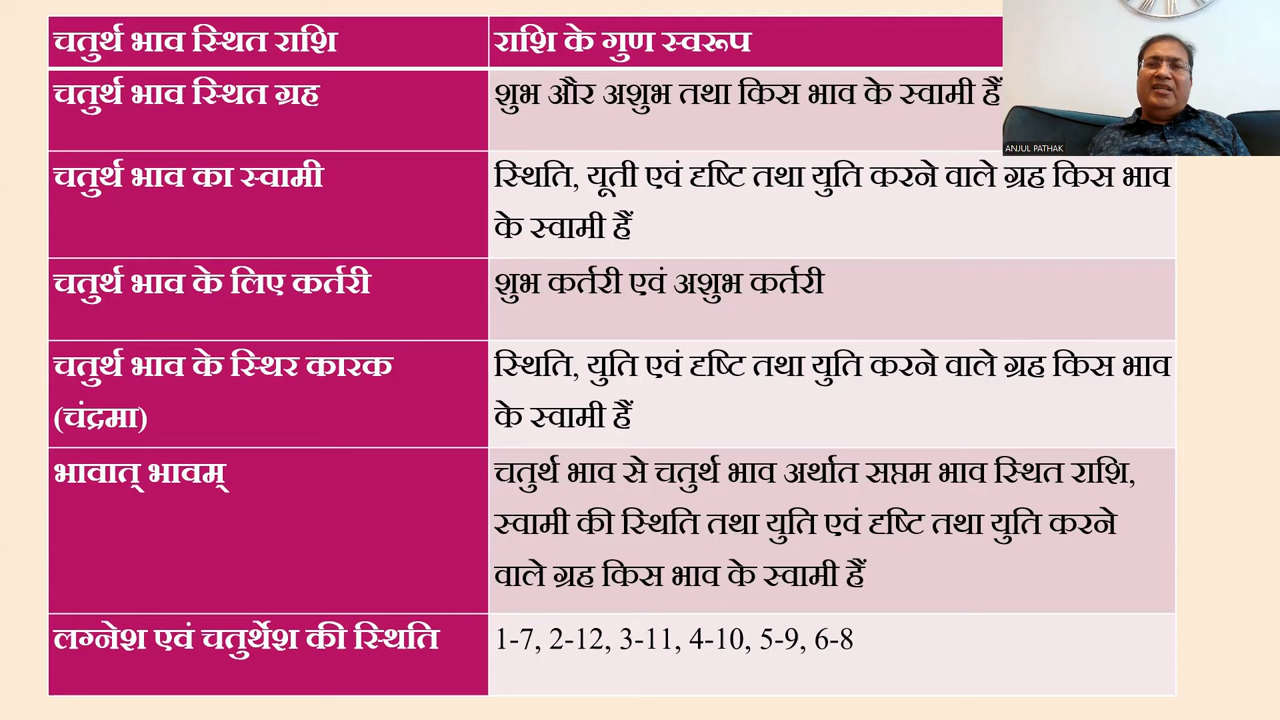 चतुर्थ भाव स्थित राशि
राशि के गुण स्वरूप
चतुर्थ भाव स्थित ग्रह
शुभ और अशुभ तथा किस भाव के स्वामी हैं
ANJUL PATHAK
चतुर्थ भाव का स्वामी
स्थिति, यूती एवं दृष्टि तथा युति करने वाले ग्रह किस भाव
के स्वामी हैं
चतुर्थ भाव के लिए कर्तरी
शुभ कर्तरी एवं अशुभ कर्तरी
चतुर्थ भाव के स्थिर कारक
(चंद्रमा)
स्थिति, युति एवं दृष्टि तथा युति करने वाले ग्रह किस भाव
के स्वामी हैं
भावात् भावम्
चतुर्थ भाव से चतुर्थ भाव अर्थात सप्तम भाव स्थित राशि,
स्वामी की स्थिति तथा युति एवं दृष्टि तथा युति करने
वाले ग्रह किस भाव के स्वामी हैं
लग्नेश एवं चतुर्थेश की स्थिति
1-7, 2-12, 3-11, 4-10, 5-9, 6-8